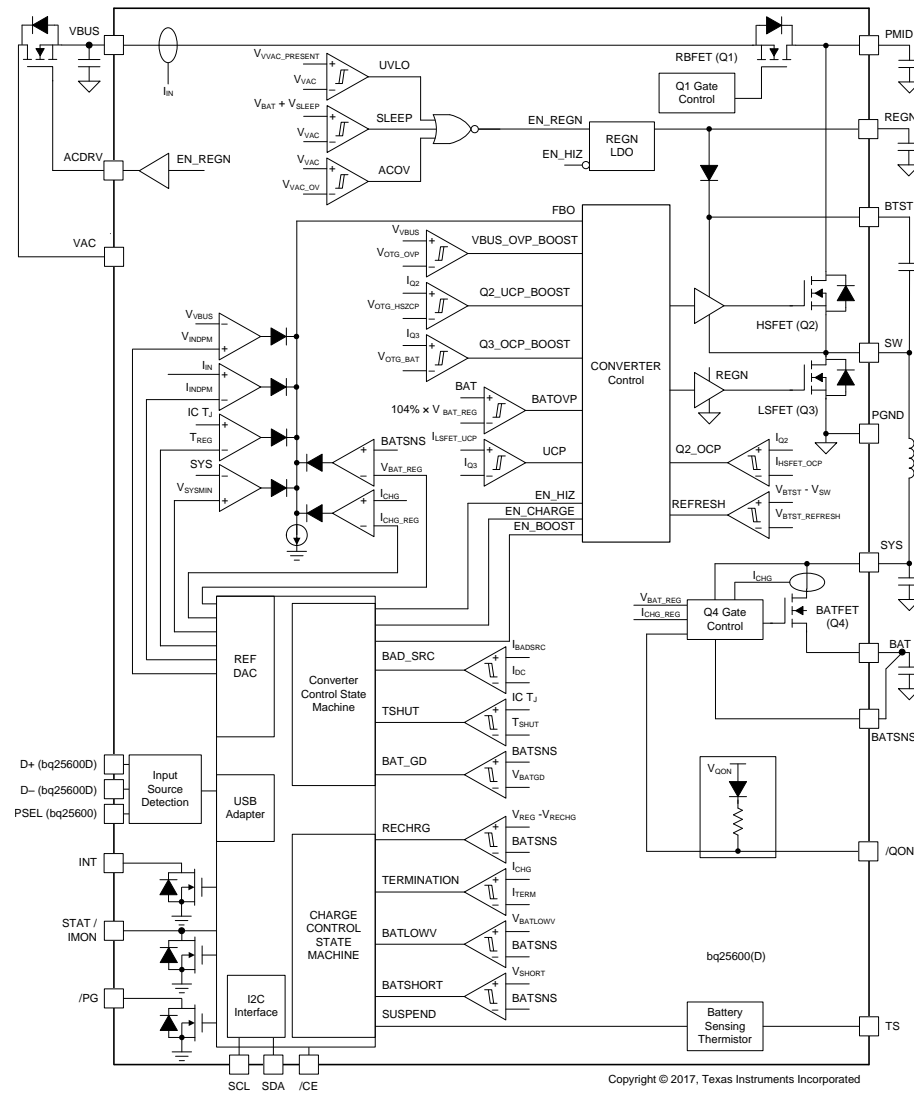 VBUS
PMID
RBFET (Q1)
Q1 Gate
Control
IIN
VVAC_PRESENT
UVLO
VVAC
VBAT + VSLEEP
SLEEP
VVAC
VVAC
ACOV
VVAC_OV
EN_REGN
REGN
LDO
EN_HIZ
REGN
ACDRV
EN_REGN
BTST
VAC
FBO
VVBUS
VBUS_OVP_BOOST
VOTG_OVP
IQ2
Q2_UCP_BOOST
VOTG_HSZCP
IQ3
Q3_OCP_BOOST
VOTG_BAT
CONVERTER
Control
HSFET (Q2)
SW
REGN
LSFET (Q3)
PGND
VVBUS
VINDPM
IIN
IINDPM
IC TJ
TREG
SYS
VSYSMIN
BAT
BATOVP
104% × VBAT_REG
ILSFET_UCP
UCP
IQ3
BATSNS
VBAT_REG
ICHG
ICHG_REG
Q2_OCP
IQ2
IHSFET_OCP
REFRESH
VBTST - VSW
VBTST_REFRESH
EN_HIZ
EN_CHARGE
EN_BOOST
SYS
ICHG
VBAT_REG
ICHG_REG
Q4 Gate
Control
BATFET
(Q4)
BAT
BATSNS
REF
DAC
Converter
Control State
Machine
BAD_SRC
IBADSRC
IDC
TSHUT
IC TJ
TSHUT
BAT_GD
BATSNS
VBATGD
VQON
/QON
D+ (bq25600D)
D– (bq25600D)
PSEL (bq25600)
Input
Source
Detection
USB
Adapter
INT
STAT /
IMON
/PG
CHARGE
CONTROL
STATE
MACHINE
RECHRG
VREG -VRECHG
BATSNS
TERMINATION
ICHG
ITERM
BATLOWV
VBATLOWV
BATSNS
BATSHORT
VSHORT
BATSNS
SUSPEND
I2C
Interface
bq25600(D)
Battery
Sensing
Thermistor
TS
SCL
SDA
/CE
Copyright © 2017, Texas Instruments Incorporated